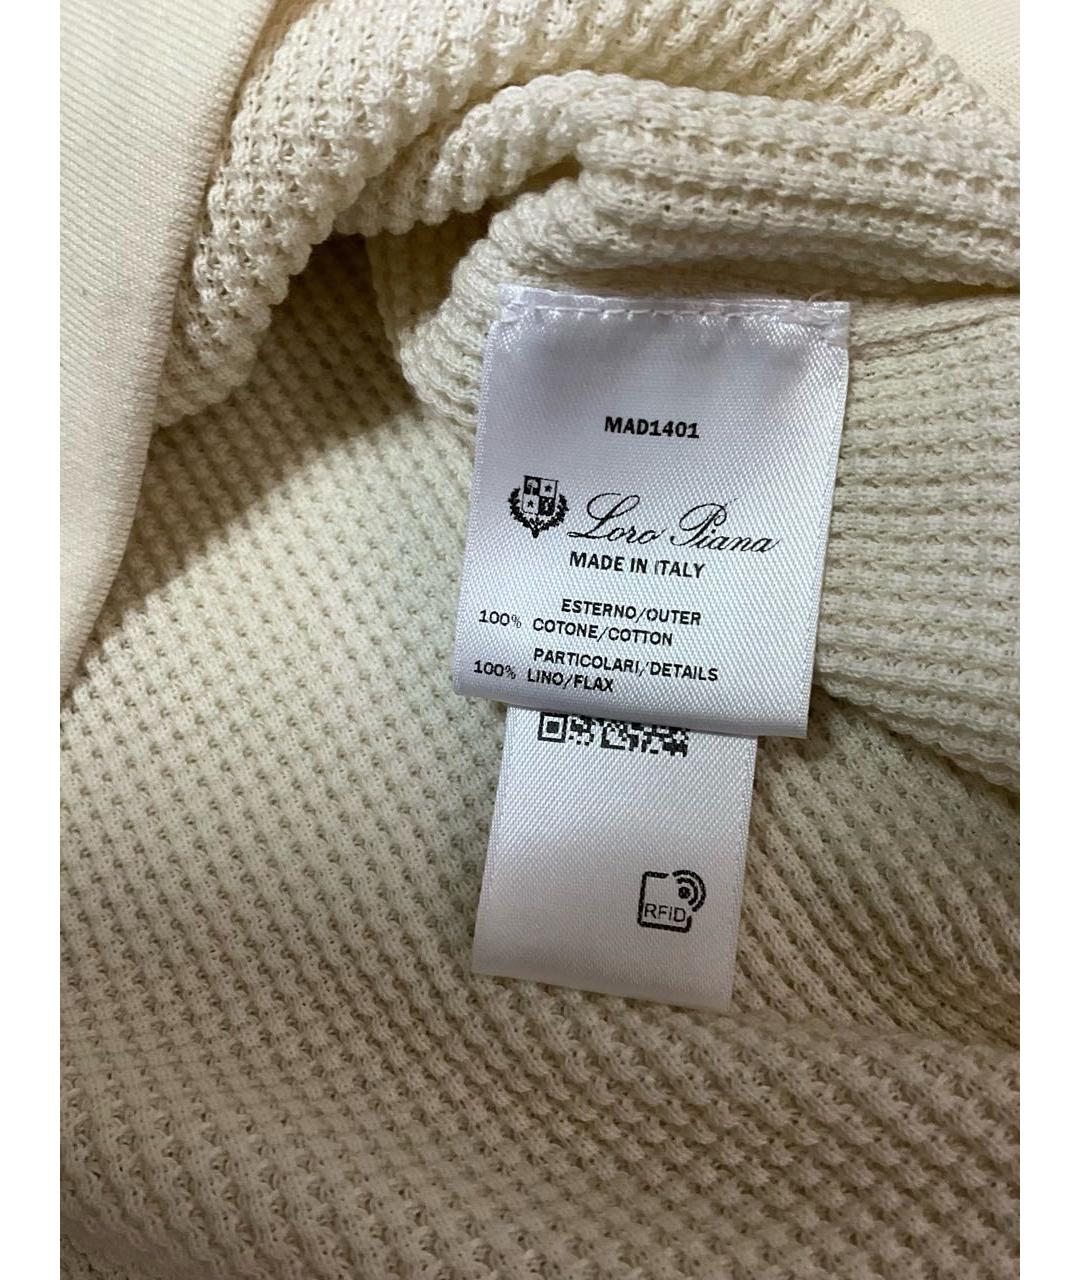 MAD1401
Loro Piana
MADE IN ITALY
ESTERNO/OUTER
100% COTONE/COTTON
PARTICOLARI/DETAILS
100% LINO/FLAX
RFID